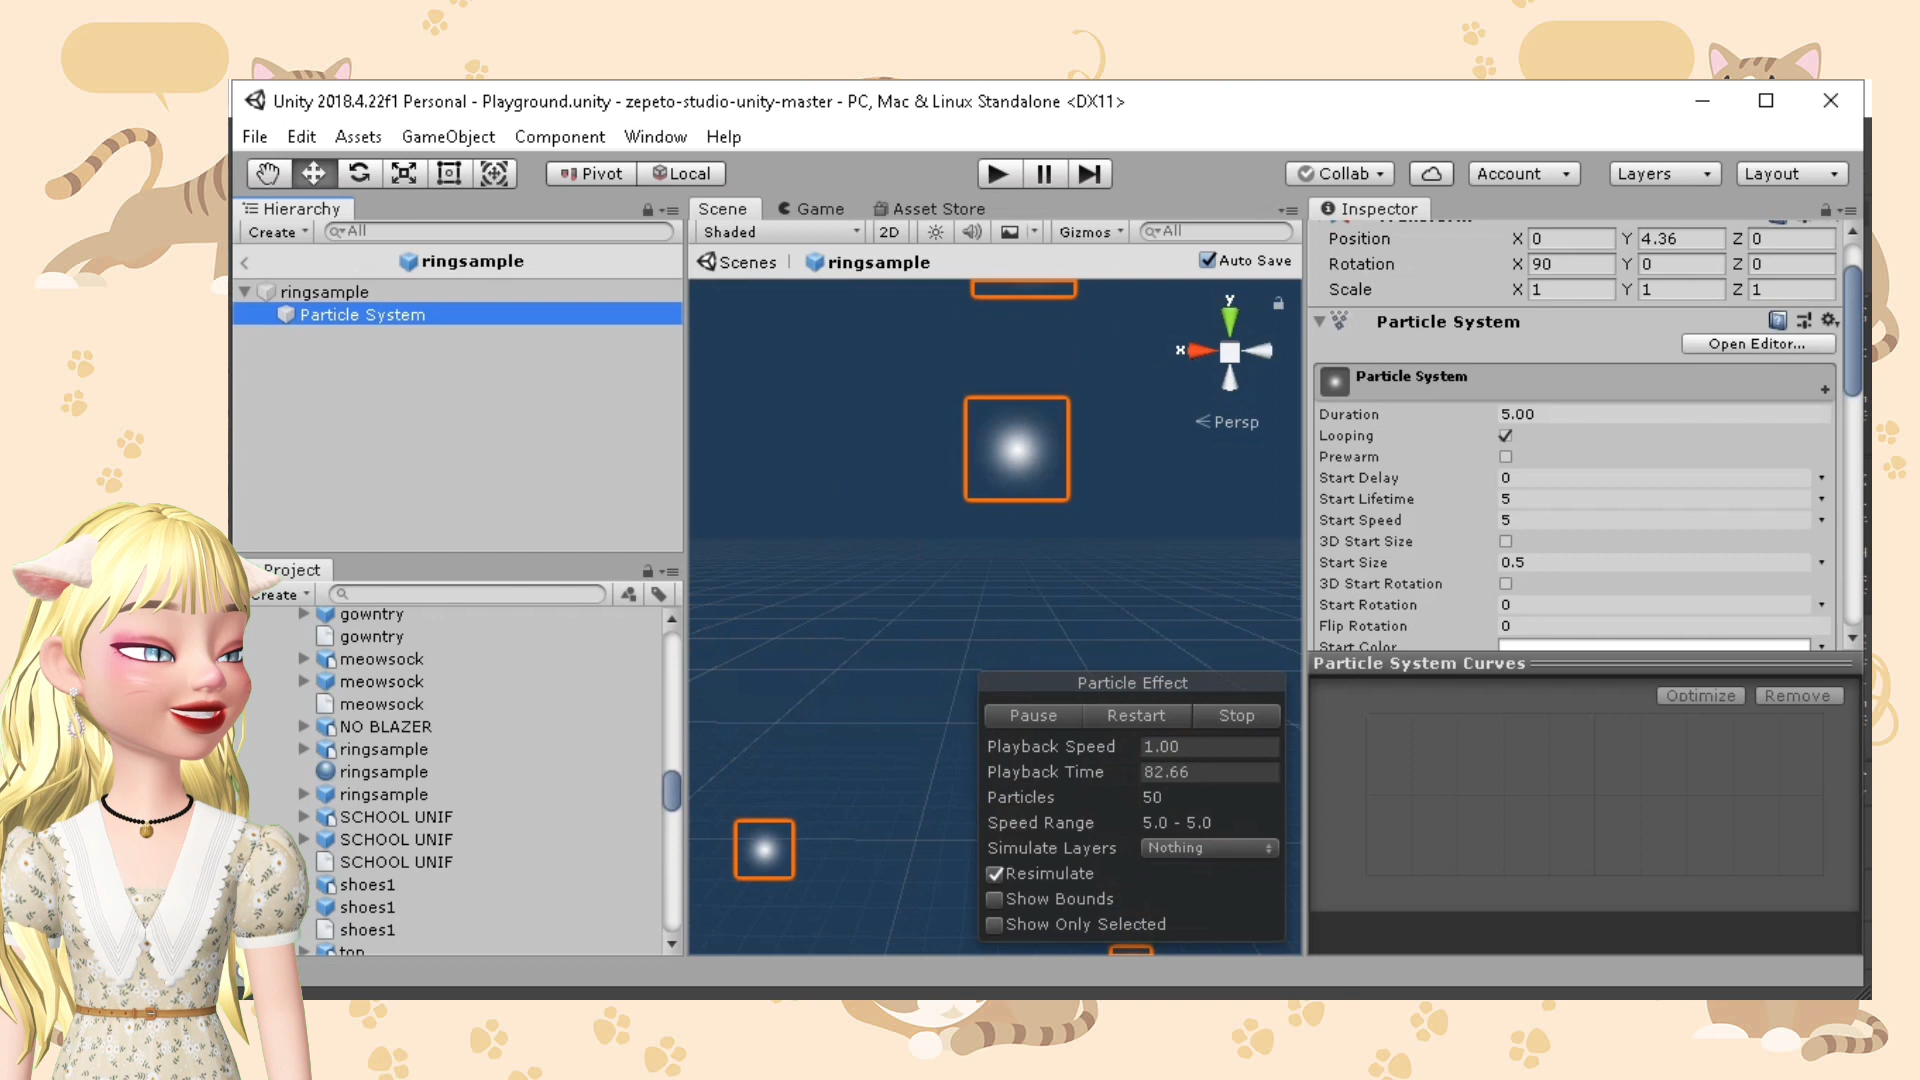 Unity 2018.4.22f1 Personal - Playground.unity - zepeto-studio-unity-master - PC, Mac & Linux Standalone <DX11>
File Edit Assets GameObject Component Window Help
Pivot Local Collab Account Layers Layout
Hierarchy
Create All
ringsample
ringsample
Particle System
Project
Create
gowntry
gowntry
meowsock
meowsock
meowsock
NO BLAZER
ringsample
ringsample
ringsample
SCHOOL UNIF
SCHOOL UNIF
SCHOOL UNIF
shoes1
shoes1
shoes1
top
Scene Game Asset Store
Shaded 2D Gizmos All
Scenes ringsample Auto Save
y
x
Persp
Particle Effect
Pause Restart Stop
Playback Speed 1.00
Playback Time 82.66
Particles 50
Speed Range 5.0 - 5.0
Simulate Layers Nothing
Resimulate
Show Bounds
Show Only Selected
Inspector
Position X 0 Y 4.36 Z 0
Rotation X 90 Y 0 Z 0
Scale X 1 Y 1 Z 1
Particle System
Open Editor...
Particle System
Duration 5.00
Looping
Prewarm
Start Delay 0
Start Lifetime 5
Start Speed 5
3D Start Size
Start Size 0.5
3D Start Rotation
Start Rotation 0
Flip Rotation 0
Start Color
Particle System Curves
Optimize Remove